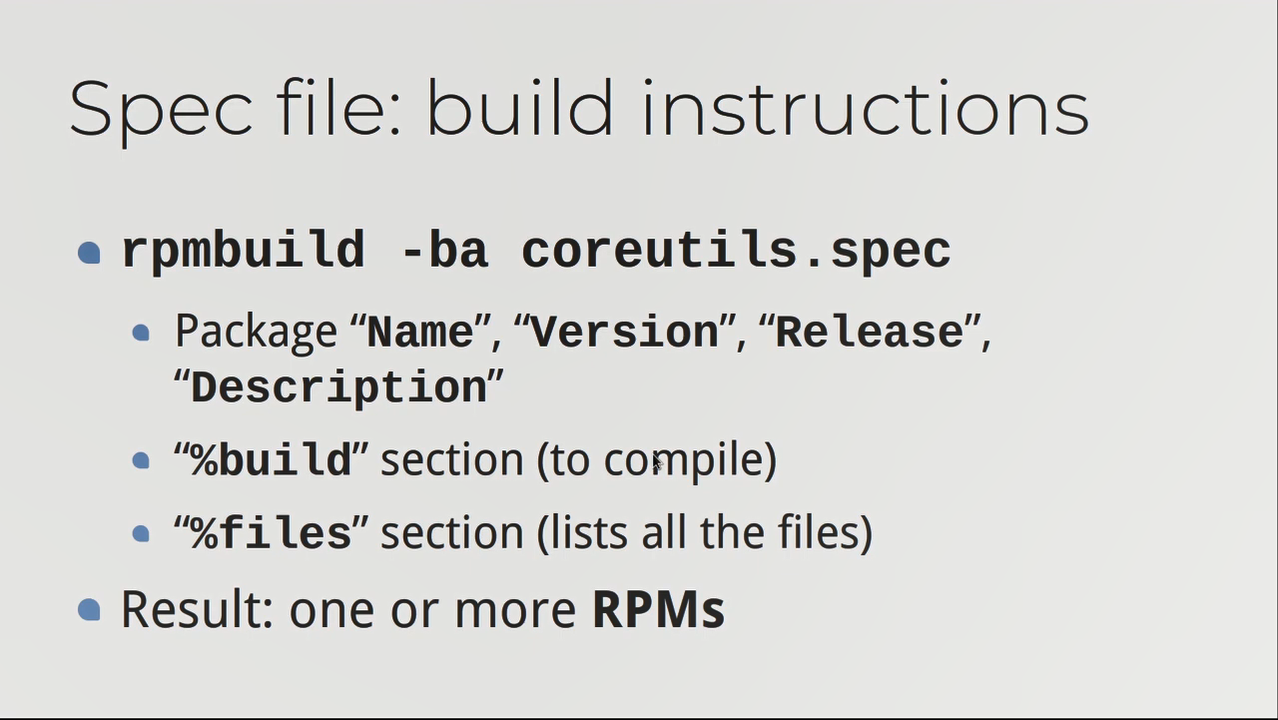 Spec file: build instructions
rpmbuild -ba coreutils.spec
Package “Name”, “Version”, “Release”,
“Description”
“%build” section (to compile)
“%files” section (lists all the files)
Result: one or more RPMs